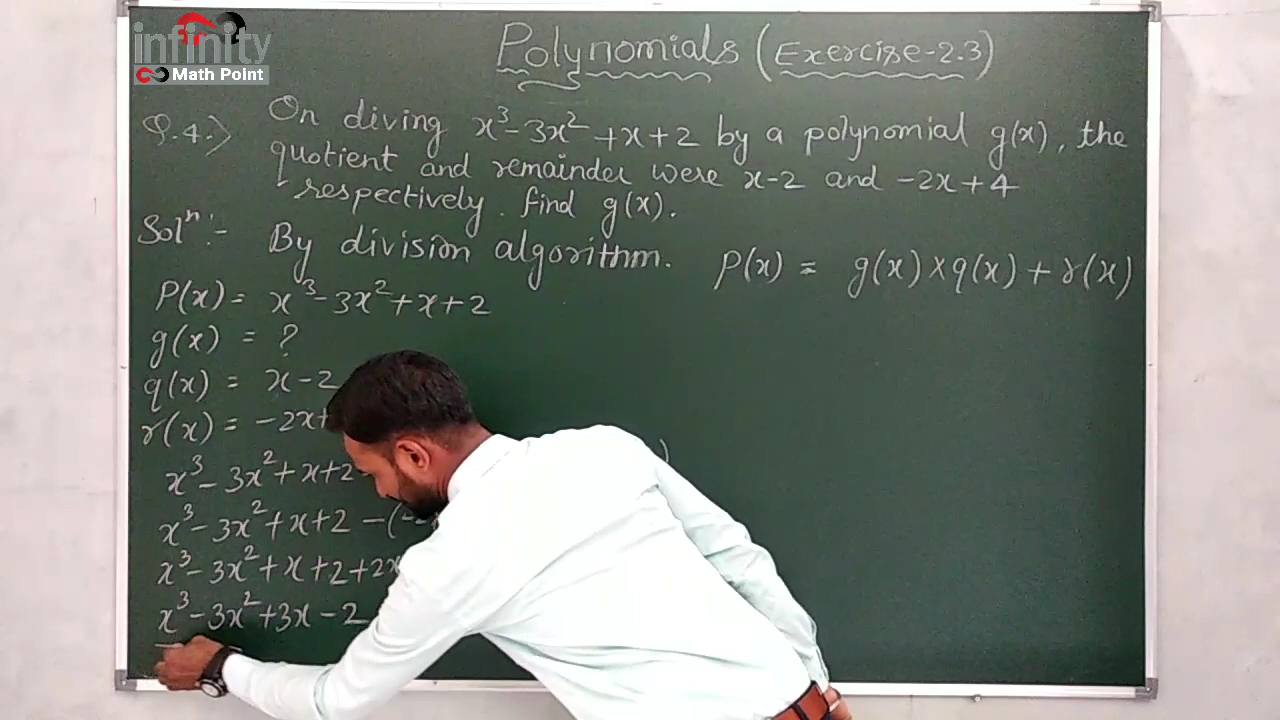 infinity
Math Point
Polynomials (Exercise-2.3)
Q.4.) On diving x³-3x²+x+2 by a polynomial g(x), the
quotient and remainder were x-2 and -2x+4
respectively. find g(x).
Solⁿ:- By division algorithm. P(x) = g(x)×q(x)+r(x)
P(x) = x³-3x²+x+2
g(x) = ?
q(x) = x-2
r(x) = -2x+
x³-3x²+x+2 )
x³-3x²+x+2-(-2
x³-3x²+x+2+2x
x³-3x²+3x-2